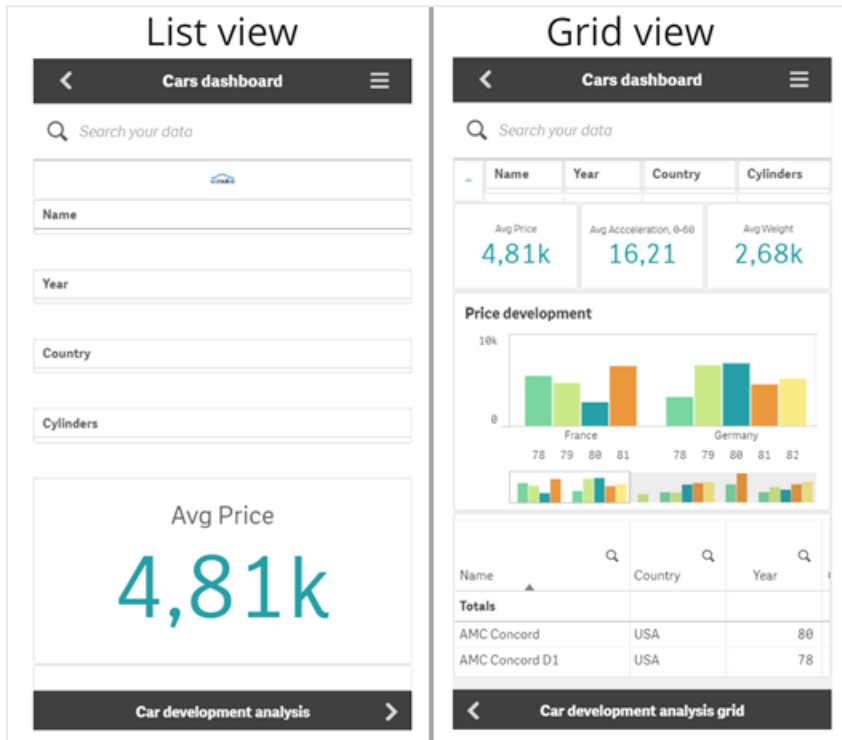 List view
Cars dashboard
Search your data
Name
Year
Country
Cylinders
Avg Price
4,81k
Car development analysis
Grid view
Cars dashboard
Search your data
Name Year Country Cylinders
Avg Price Avg Accceleration, 0-60 Avg Weight
4,81k 16,21 2,68k
Price development
10k
0
France Germany
78 79 80 81 78 79 80 81 82
Name Country Year
Totals
AMC Concord USA 80
AMC Concord D1 USA 78
Car development analysis grid